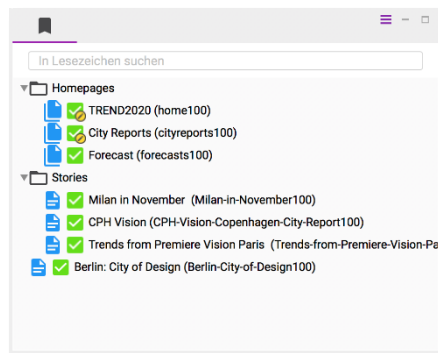 In Lesezeichen suchen
Homepages
TREND2020 (home100)
City Reports (cityreports100)
Forecast (forecasts100)
Stories
Milan in November (Milan-in-November100)
CPH Vision (CPH-Vision-Copenhagen-City-Report100)
Trends from Premiere Vision Paris (Trends-from-Premiere-Vision-Pa
Berlin: City of Design (Berlin-City-of-Design100)